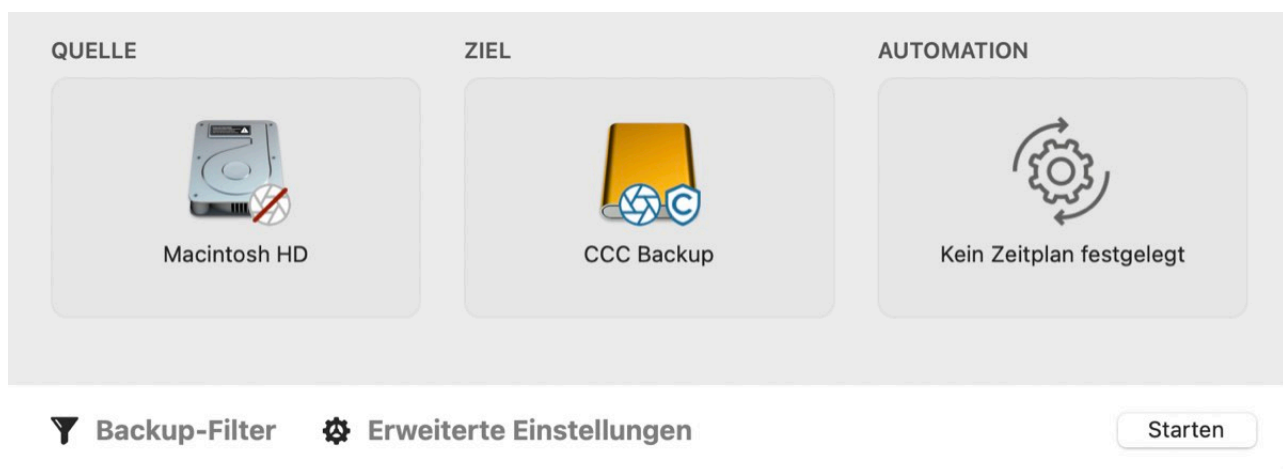 QUELLE
ZIEL
AUTOMATION
Macintosh HD
CCC Backup
Kein Zeitplan festgelegt
Backup-Filter
Erweiterte Einstellungen
Starten